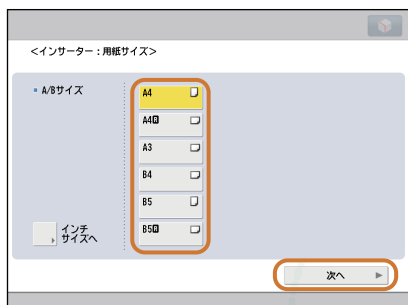 <インサーター：用紙サイズ>
A/Bサイズ
A4
A4R
A3
B4
B5
B5R
インチ
サイズへ
次へ